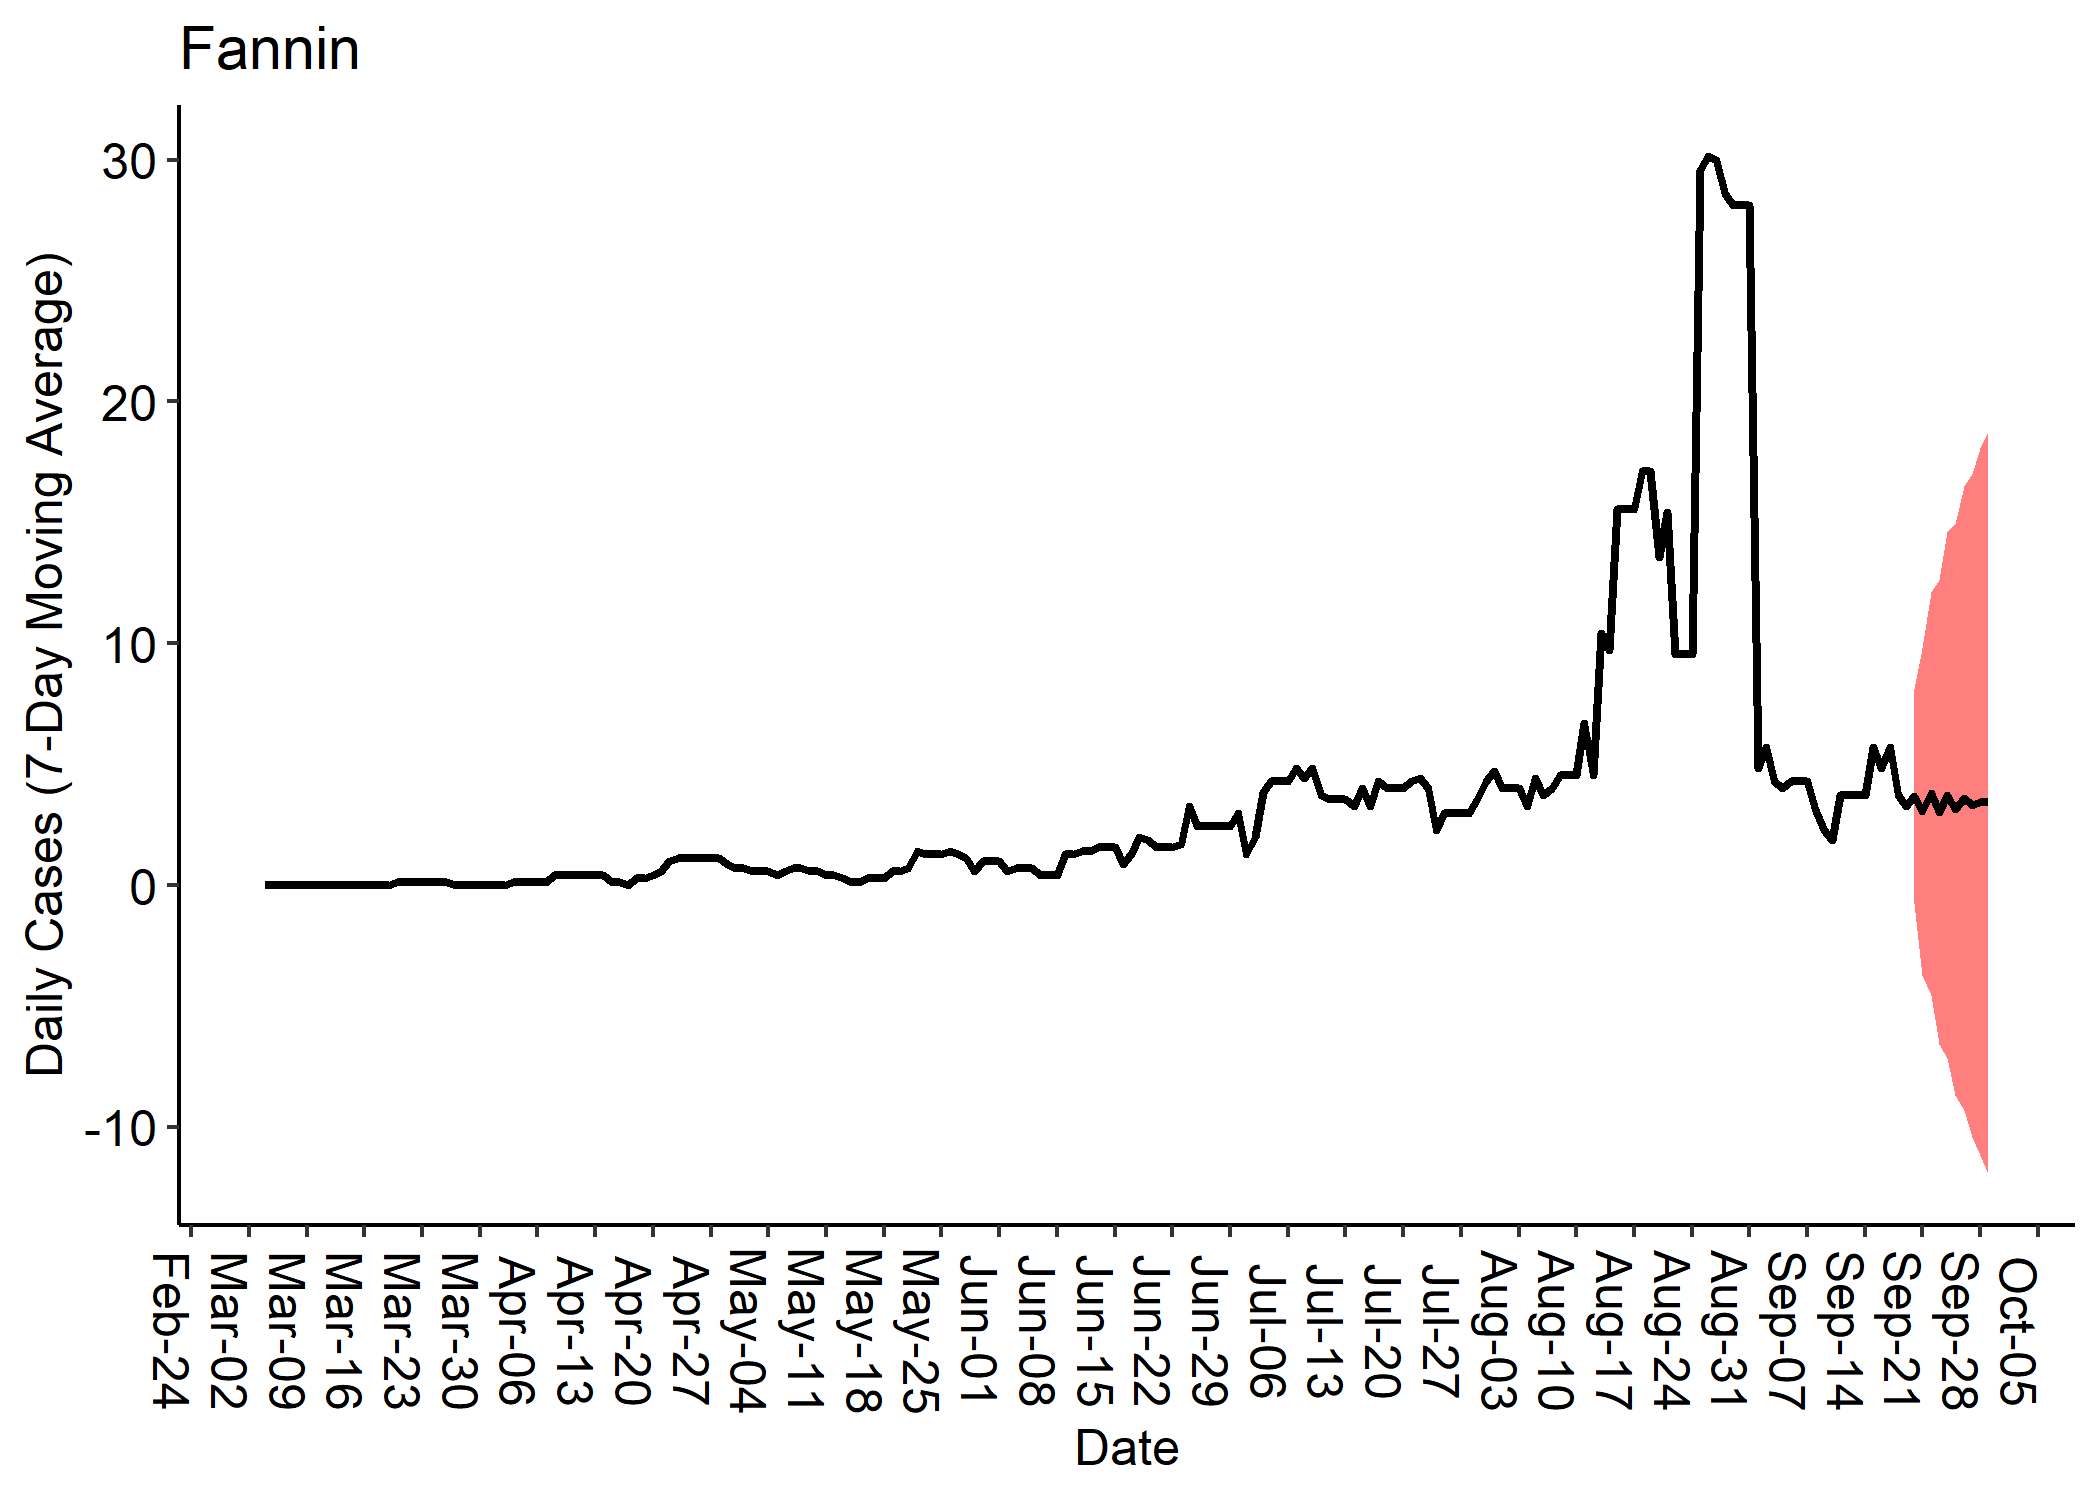 Fannin
Daily Cases (7-Day Moving Average)
30
20
10
0
-10
Feb-24
Mar-02
Mar-09
Mar-16
Mar-23
Mar-30
Apr-06
Apr-13
Apr-20
Apr-27
May-04
May-11
May-18
May-25
Jun-01
Jun-08
Jun-15
Jun-22
Jun-29
Jul-06
Jul-13
Jul-20
Jul-27
Aug-03
Aug-10
Aug-17
Aug-24
Aug-31
Sep-07
Sep-14
Sep-21
Sep-28
Oct-05
Date